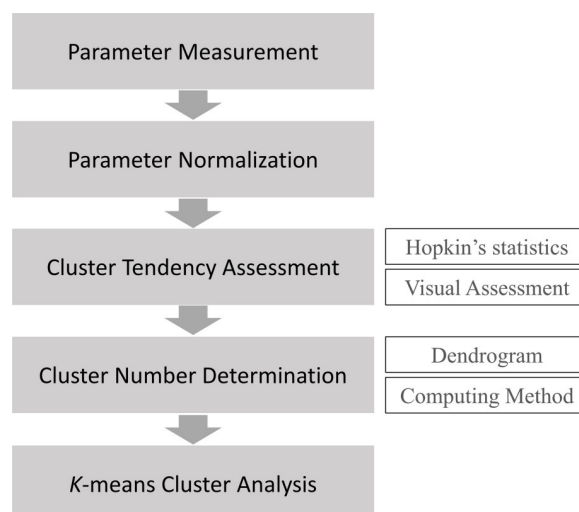 Parameter Measurement
Parameter Normalization
Cluster Tendency Assessment
Hopkin’s statistics
Visual Assessment
Cluster Number Determination
Dendrogram
Computing Method
K-means Cluster Analysis